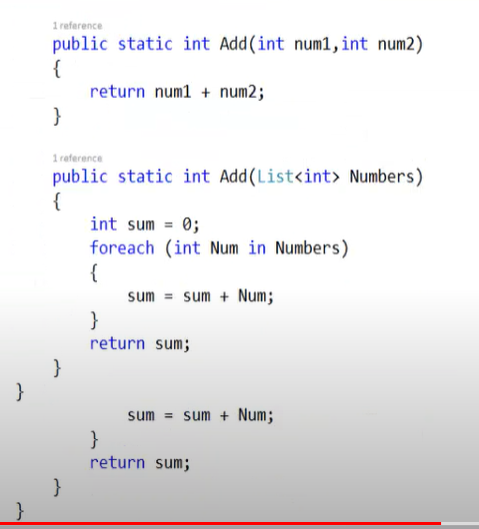 1 reference
public static int Add(int num1,int num2)
{
return num1 + num2;
}
1 reference
public static int Add(List<int> Numbers)
{
int sum = 0;
foreach (int Num in Numbers)
{
sum = sum + Num;
}
return sum;
}
}
sum = sum + Num;
}
return sum;
}
}